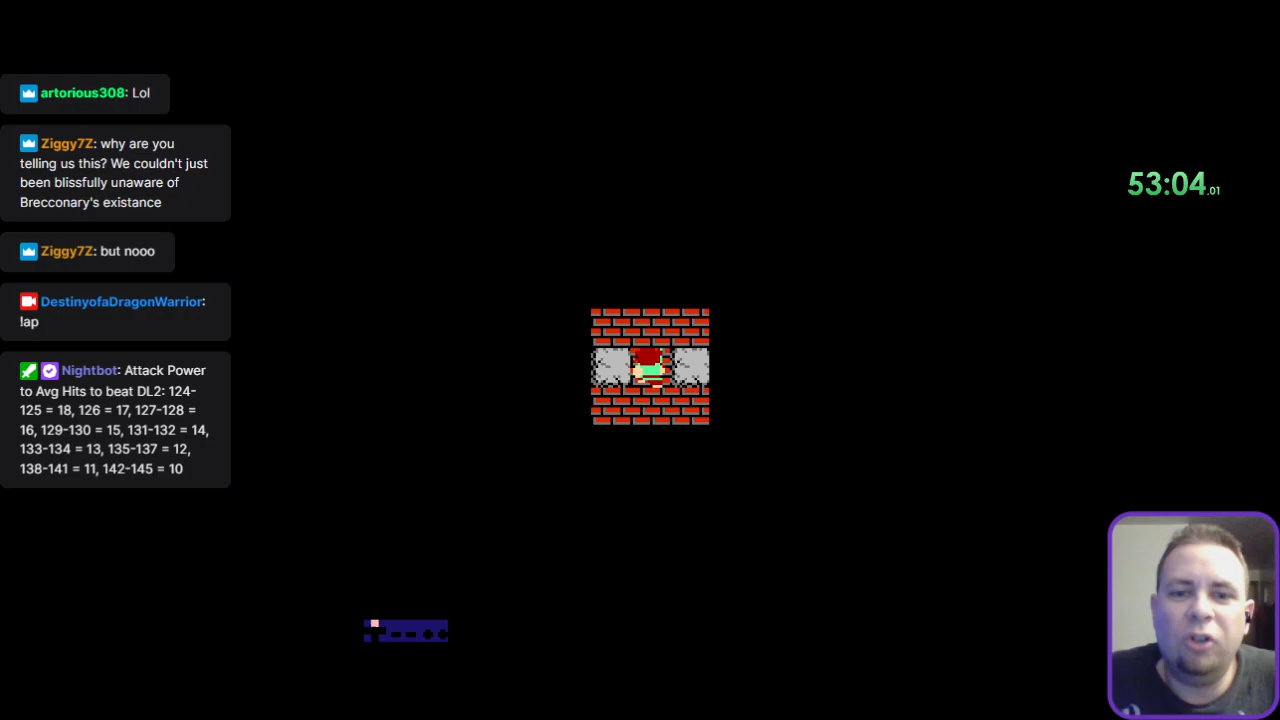 artorious308: Lol
Ziggy7Z: why are you
telling us this? We couldn't just
been blissfully unaware of
Brecconary's existance
Ziggy7Z: but nooo
DestinyofaDragonWarrior:
!ap
Nightbot: Attack Power
to Avg Hits to beat DL2: 124-
125 = 18, 126 = 17, 127-128 =
16, 129-130 = 15, 131-132 = 14,
133-134 = 13, 135-137 = 12,
138-141 = 11, 142-145 = 10
53:04.01